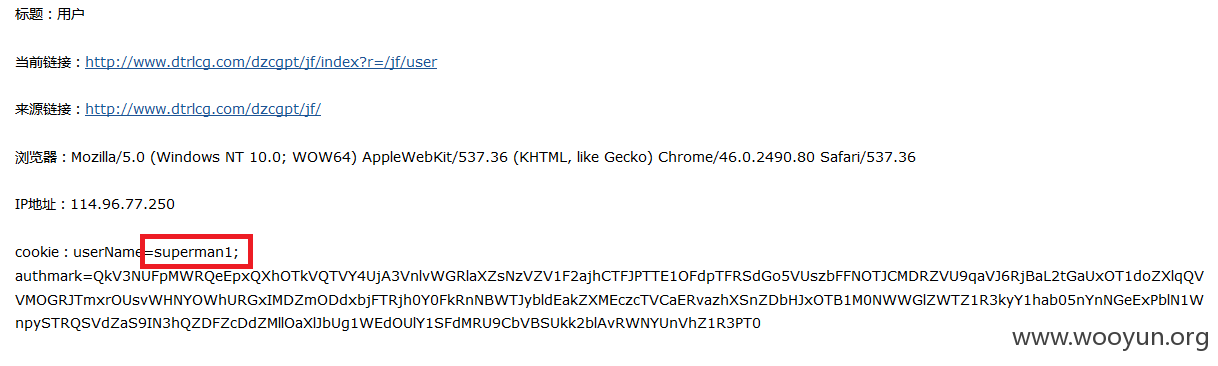 标题：用户
当前链接：http://www.dtrlcg.com/dzcgpt/jf/index?r=/jf/user
来源链接：http://www.dtrlcg.com/dzcgpt/jf/
浏览器：Mozilla/5.0 (Windows NT 10.0; WOW64) AppleWebKit/537.36 (KHTML, like Gecko) Chrome/46.0.2490.80 Safari/537.36
IP地址：114.96.77.250
cookie：userName=superman1;
authmark=QkV3NUFpMWRQeEpxQXhOTkVQTVY4UjA3VnlvWGRlaXZsNzVZV1F2ajhCTFJPTTE1OFdpTFRSdGo5VUszbFFNOTJCMDRZVU9qaVJ6RjBaL2tGaUxOT1doZXlqQV
VMOGRJTmxrOUsvWHNYOWhURGxIMDZmODdxbjFTRjh0Y0FkRnNBWTJybldEakZXMEczcTVCaERvazhXSnZDbHJxOTB1M0NWWGlZWTZ1R3kyY1hab05nYnNGeExPblN1W
npySTRQSVdZaS9IN3hQZDFZcDdZMllOaXlJbUg1WEdOUlY1SFdMRU9CbVBSUkk2blAvRWNYUnVhZ1R3PT0
www.wooyun.org